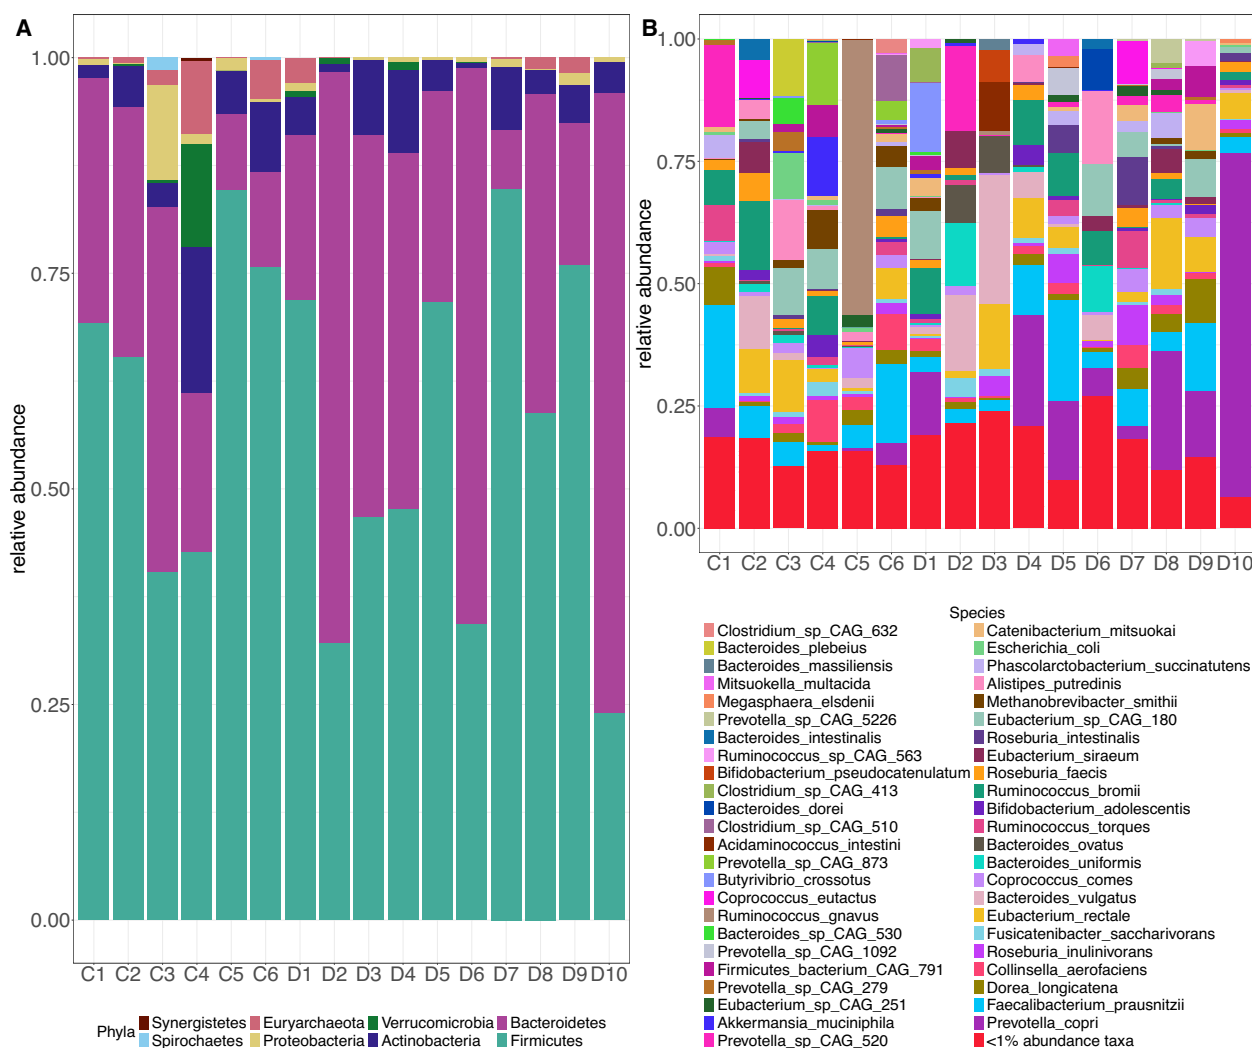 A
relative abundance
1.00
0.75
0.50
0.25
0.00
C1 C2 C3 C4 C5 C6 D1 D2 D3 D4 D5 D6 D7 D8 D9 D10
Phyla
Synergistetes Euryarchaeota Verrucomicrobia Bacteroidetes
Spirochaetes Proteobacteria Actinobacteria Firmicutes
B
relative abundance
1.00
0.75
0.50
0.25
0.00
C1 C2 C3 C4 C5 C6 D1 D2 D3 D4 D5 D6 D7 D8 D9 D10
Species
Clostridium_sp_CAG_632
Bacteroides_plebeius
Bacteroides_massiliensis
Mitsuokella_multacida
Megasphaera_elsdenii
Prevotella_sp_CAG_5226
Bacteroides_intestinalis
Ruminococcus_sp_CAG_563
Bifidobacterium_pseudocatenulatum
Clostridium_sp_CAG_413
Bacteroides_dorei
Clostridium_sp_CAG_510
Acidaminococcus_intestini
Prevotella_sp_CAG_873
Butyrivibrio_crossotus
Coprococcus_eutactus
Ruminococcus_gnavus
Bacteroides_sp_CAG_530
Prevotella_sp_CAG_1092
Firmicutes_bacterium_CAG_791
Prevotella_sp_CAG_279
Eubacterium_sp_CAG_251
Akkermansia_muciniphila
Prevotella_sp_CAG_520
Catenibacterium_mitsuokai
Escherichia_coli
Phascolarctobacterium_succinatutens
Alistipes_putredinis
Methanobrevibacter_smithii
Eubacterium_sp_CAG_180
Roseburia_intestinalis
Eubacterium_siraeum
Roseburia_faecis
Ruminococcus_bromii
Bifidobacterium_adolescentis
Ruminococcus_torques
Bacteroides_ovatus
Bacteroides_uniformis
Coprococcus_comes
Bacteroides_vulgatus
Eubacterium_rectale
Fusicatenibacter_saccharivorans
Roseburia_inulinivorans
Collinsella_aerofaciens
Dorea_longicatena
Faecalibacterium_prausnitzii
Prevotella_copri
<1% abundance taxa